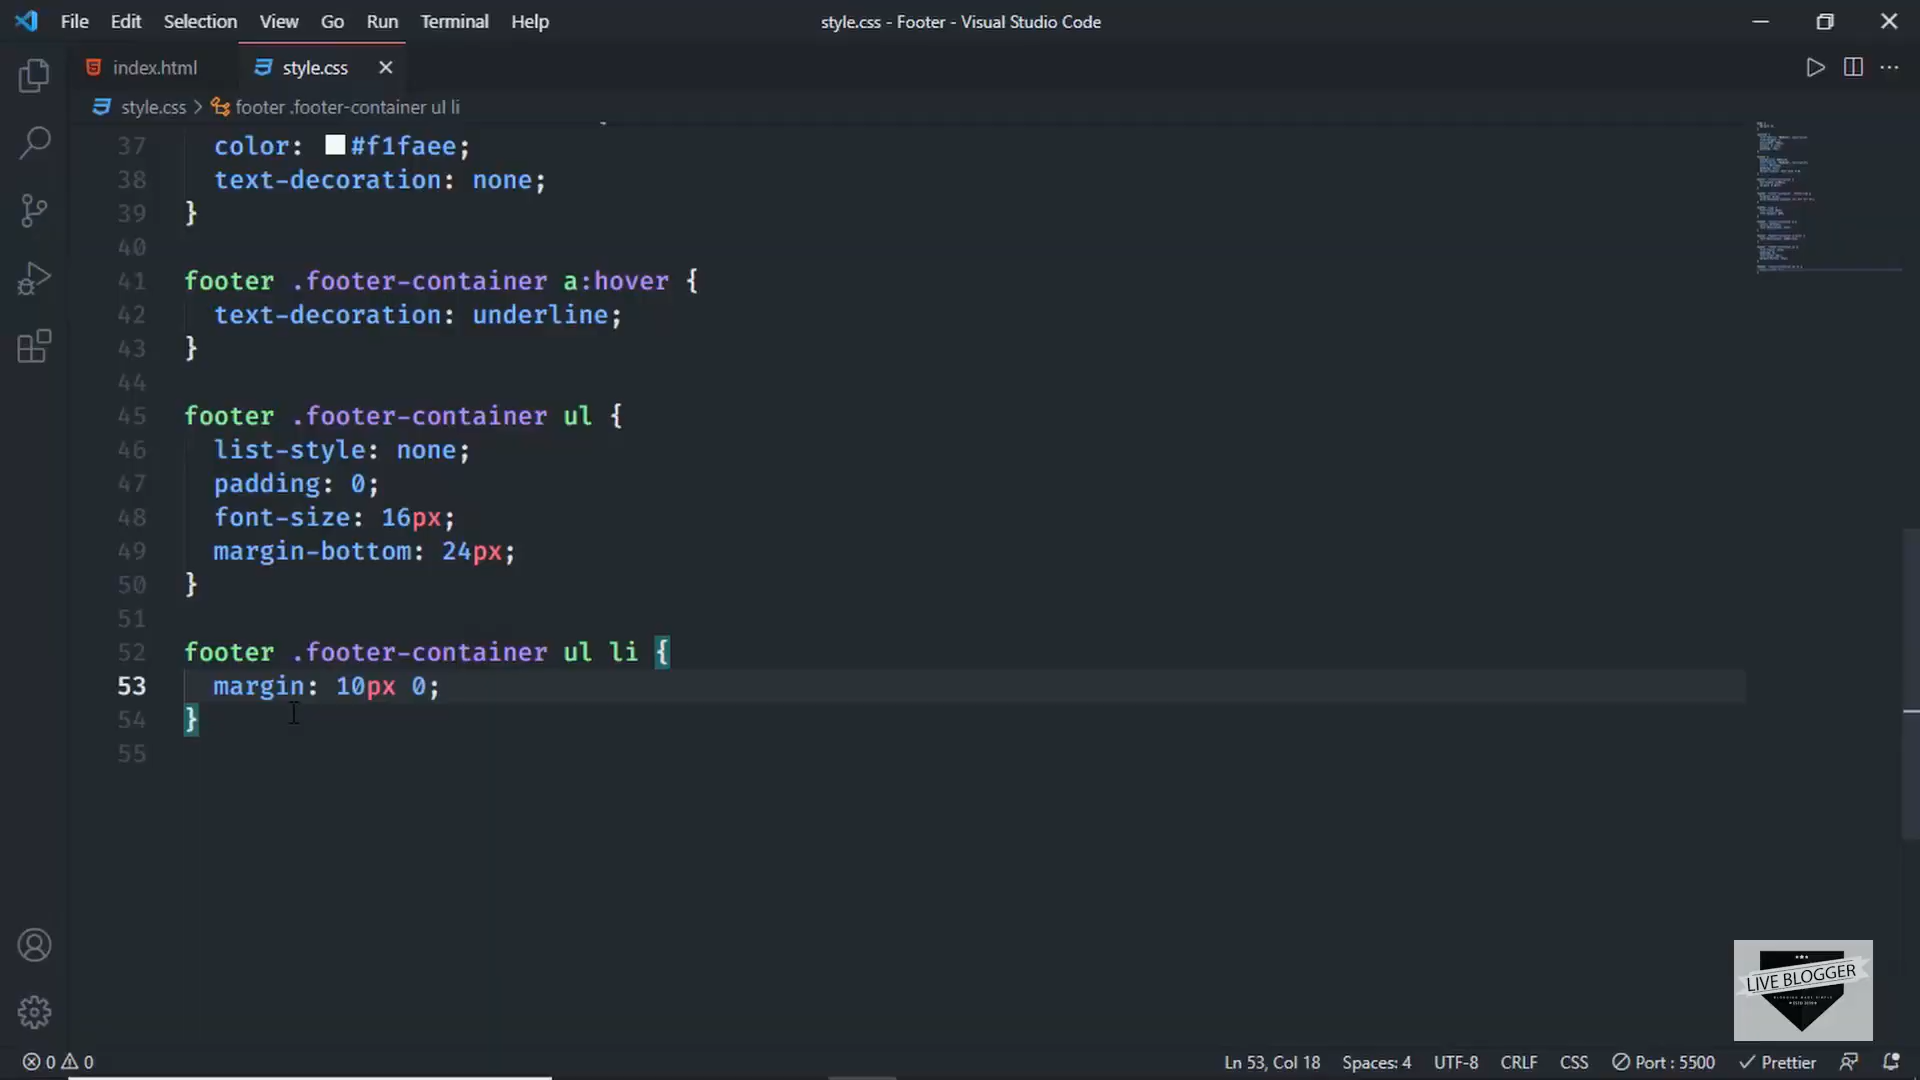 File Edit Selection View Go Run Terminal Help
style.css - Footer - Visual Studio Code
index.html
style.css
style.css > footer .footer-container ul li
37 color: #f1faee;
38 text-decoration: none;
39 }
40
41 footer .footer-container a:hover {
42 text-decoration: underline;
43 }
44
45 footer .footer-container ul {
46 list-style: none;
47 padding: 0;
48 font-size: 16px;
49 margin-bottom: 24px;
50 }
51
52 footer .footer-container ul li {
53 margin: 10px 0;
54 }
55
LIVE BLOGGER
0 0
Ln 53, Col 18 Spaces: 4 UTF-8 CRLF CSS Port : 5500 Prettier